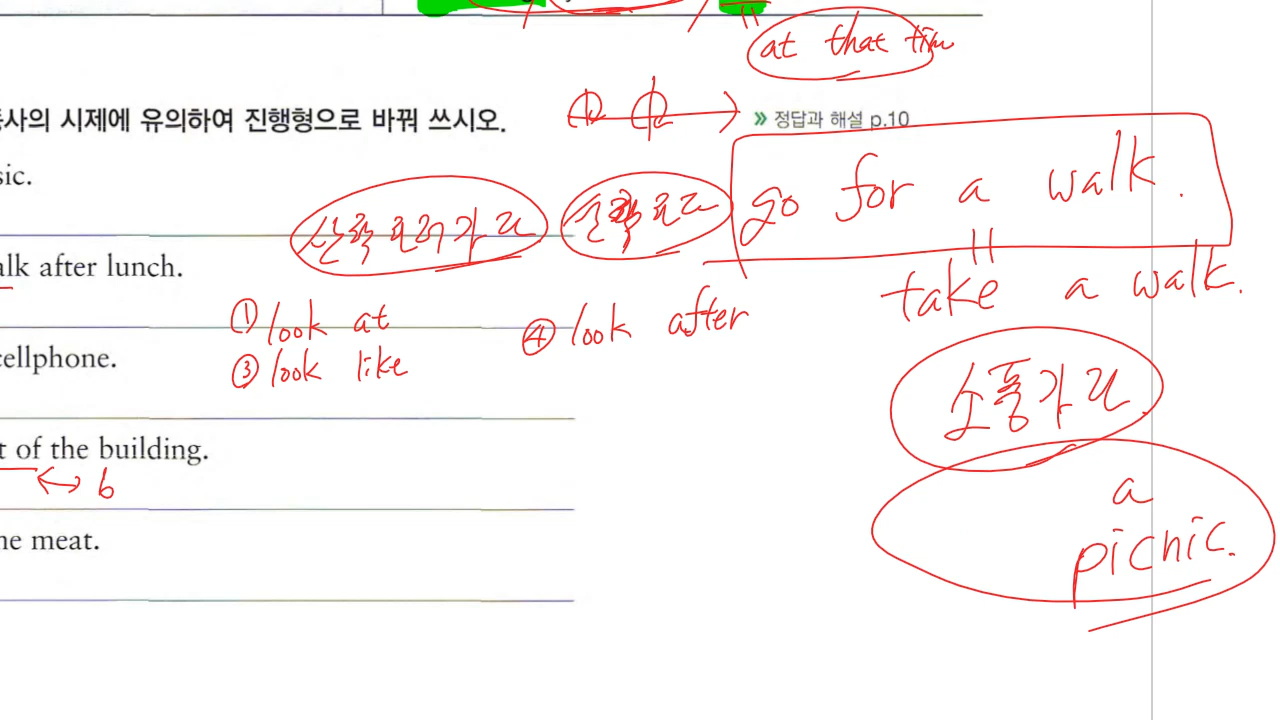 at that time
동사의 시제에 유의하여 진행형으로 바꿔 쓰시오.
» 정답과 해설 p.10
sic.
go for a walk.
산책하러가다
산책하다
alk after lunch.
take a walk.
① look at
④ look after
③ look like
cellphone.
소풍가다
t of the building.
↔ b
a
picnic.
he meat.